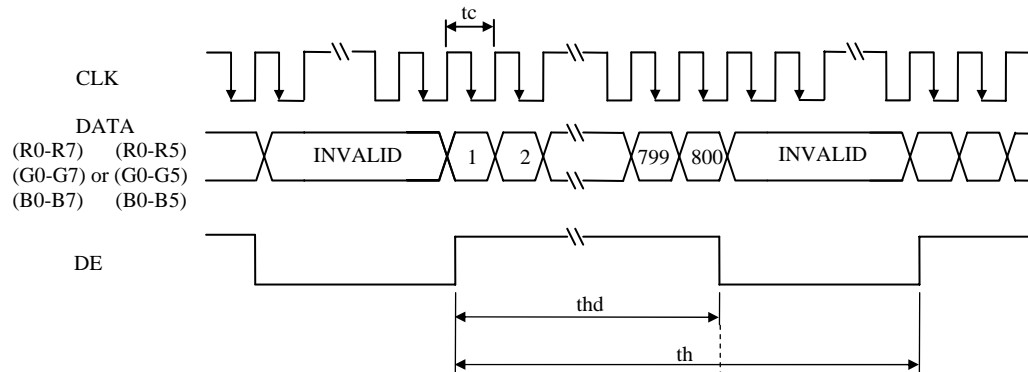 tc
CLK
DATA
(R0-R7) (R0-R5)
(G0-G7) or (G0-G5)
(B0-B7) (B0-B5)
INVALID 1 2 799 800 INVALID
DE
thd
th